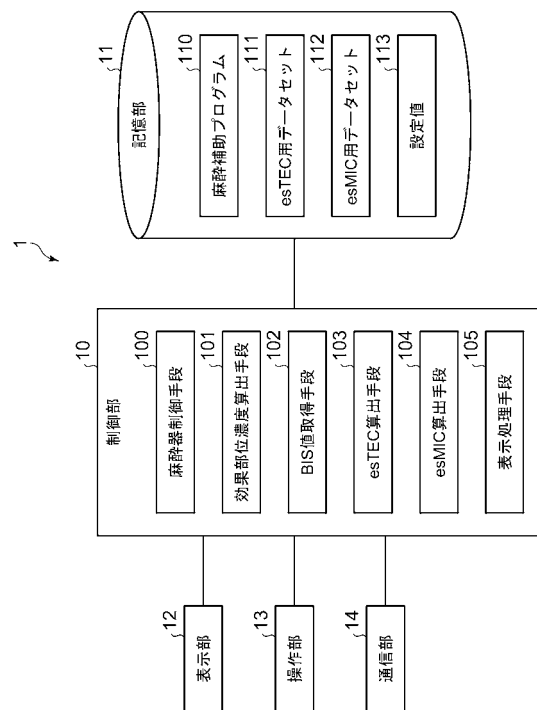 1
10
制御部
100
麻酔器制御手段
101
効果部位濃度算出手段
102
BIS値取得手段
103
esTEC算出手段
104
esMIC算出手段
105
表示処理手段
11
記憶部
110
麻酔補助プログラム
111
esTEC用データセット
112
esMIC用データセット
113
設定値
12
表示部
13
操作部
14
通信部